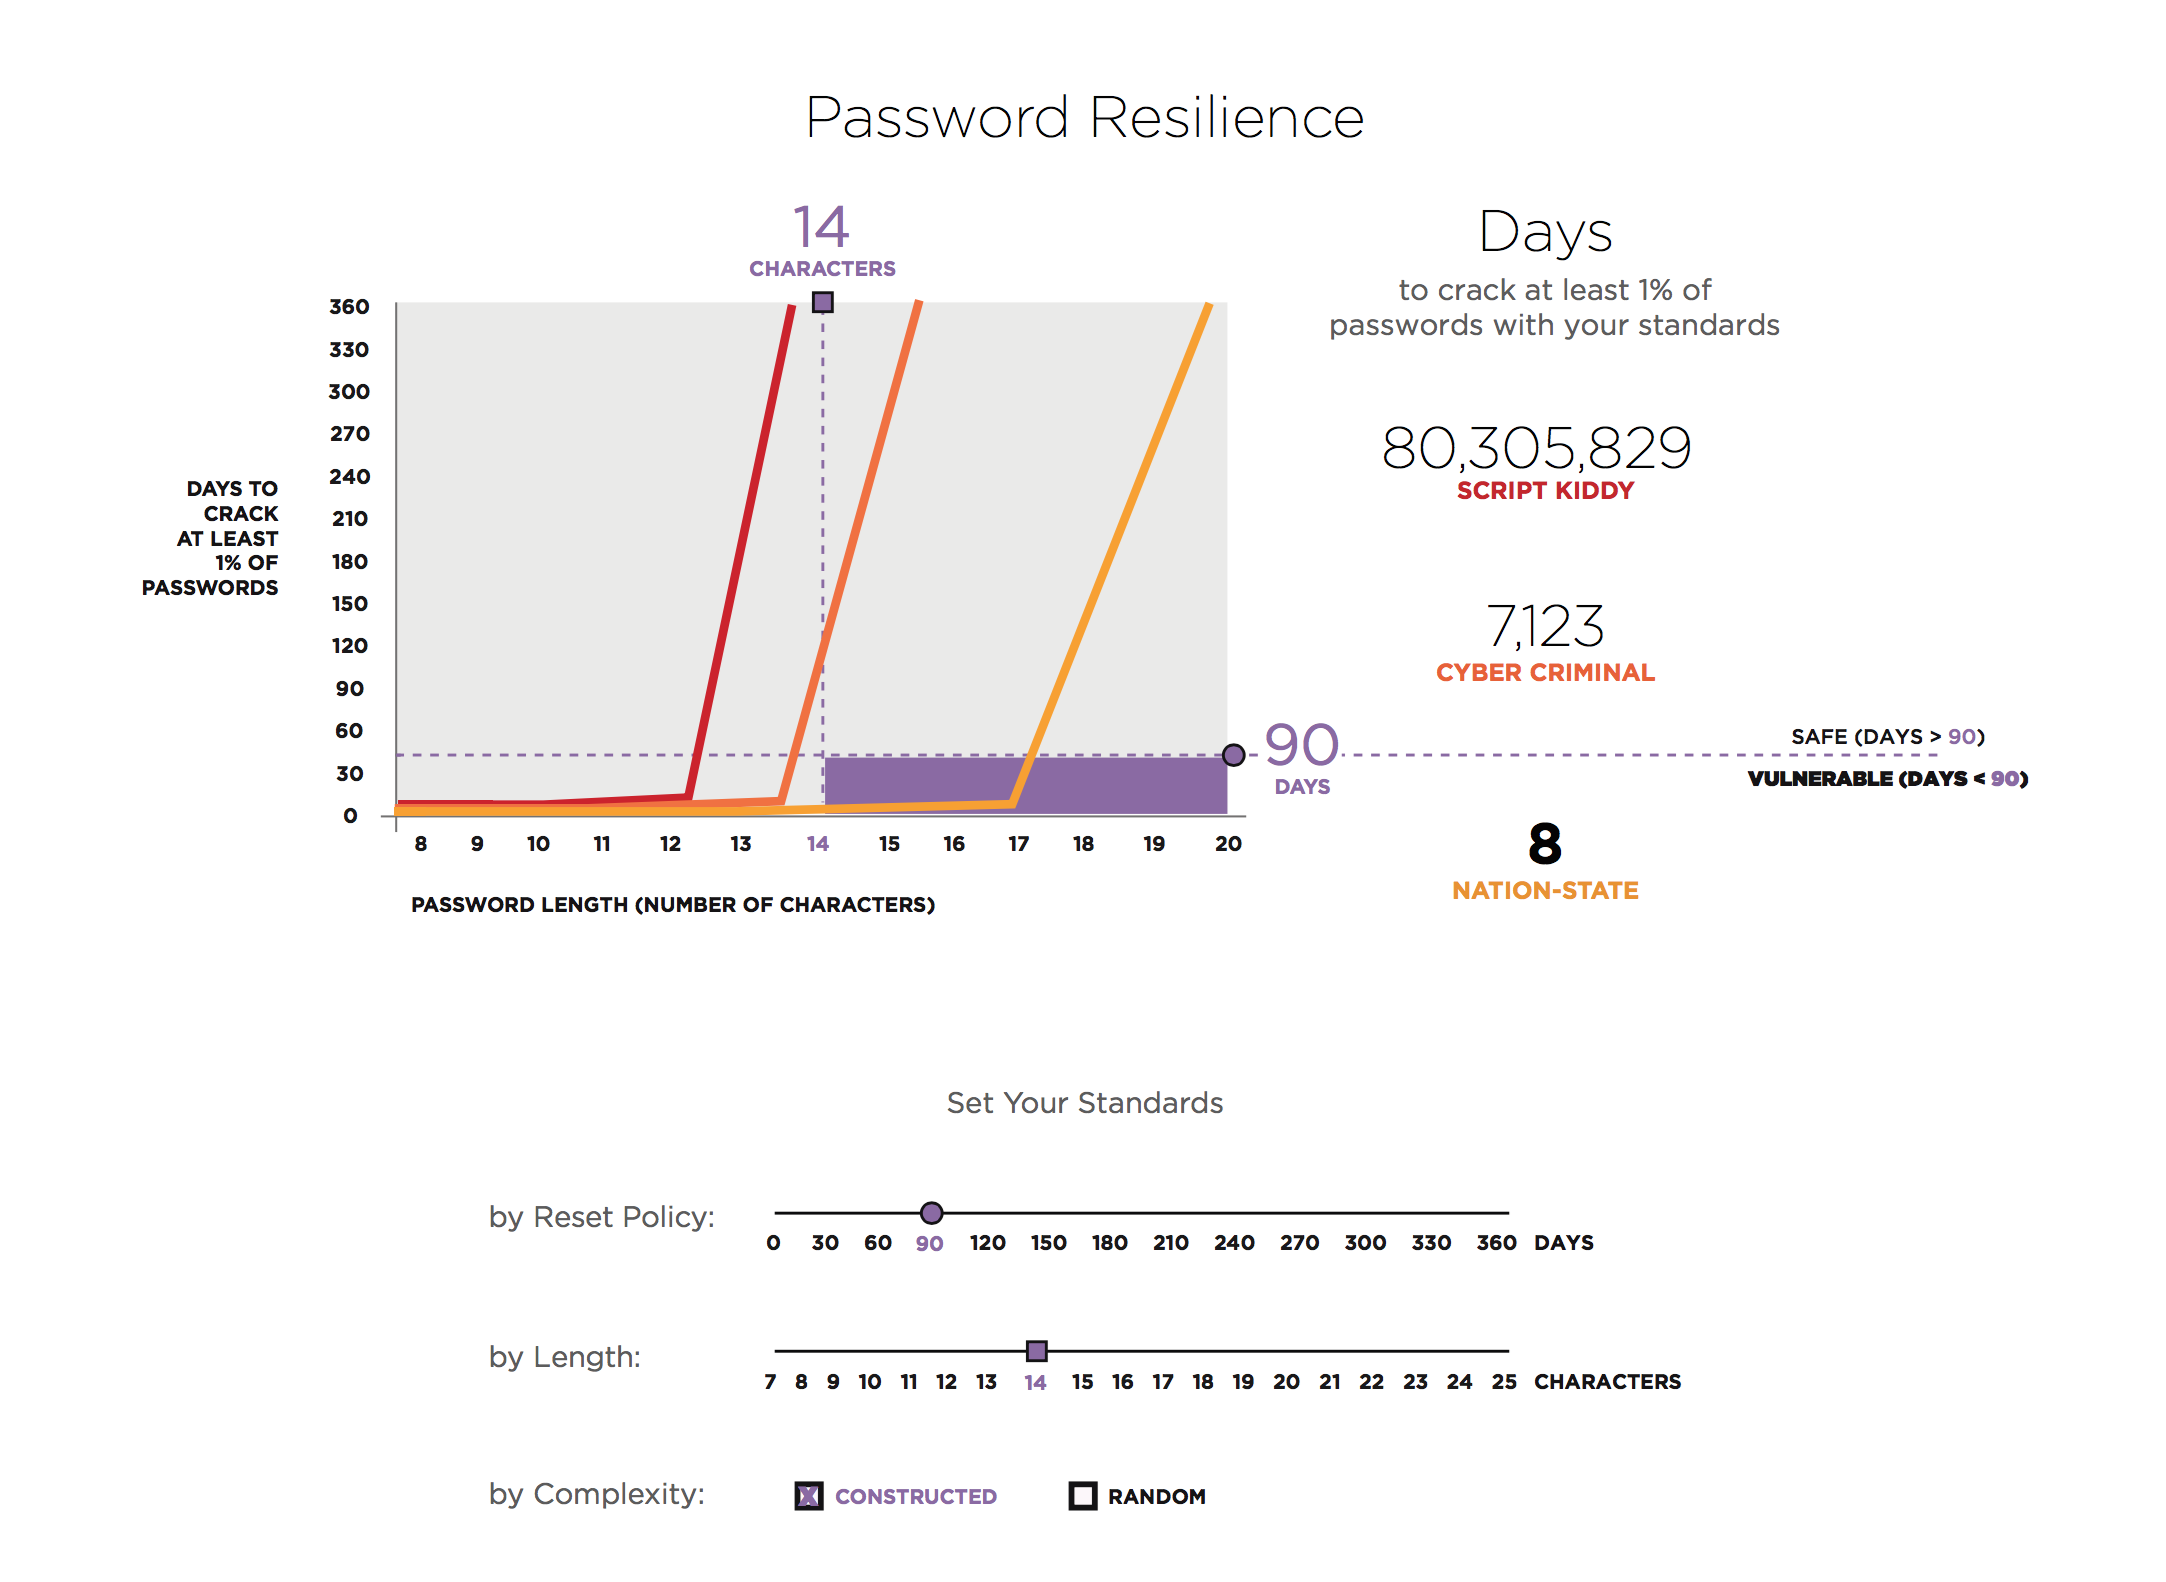 Password Resilience
14
CHARACTERS
360
330
300
270
240
210
180
150
120
90
60
30
0
DAYS TO
CRACK
AT LEAST
1% OF
PASSWORDS
8 9 10 11 12 13 14 15 16 17 18 19 20
PASSWORD LENGTH (NUMBER OF CHARACTERS)
90
DAYS
Days
to crack at least 1% of
passwords with your standards
80,305,829
SCRIPT KIDDY
7,123
CYBER CRIMINAL
SAFE (DAYS > 90)
VULNERABLE (DAYS < 90)
8
NATION-STATE
Set Your Standards
by Reset Policy:
0 30 60 90 120 150 180 210 240 270 300 330 360 DAYS
by Length:
7 8 9 10 11 12 13 14 15 16 17 18 19 20 21 22 23 24 25 CHARACTERS
by Complexity: X CONSTRUCTED RANDOM